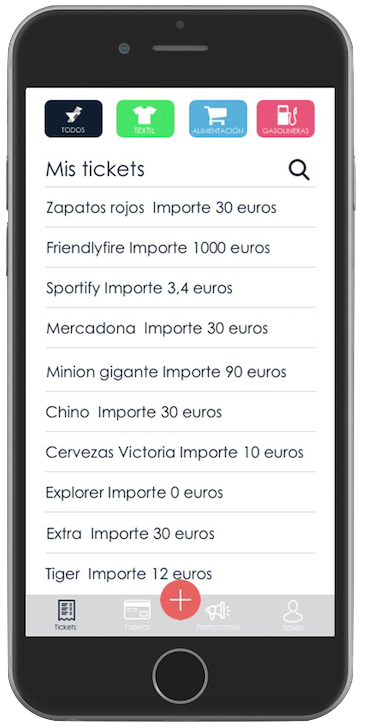 TODOS TEXTIL ALIMENTACIÓN GASOLINERAS
Mis tickets
Zapatos rojos Importe 30 euros
Friendlyfire Importe 1000 euros
Sportify Importe 3,4 euros
Mercadona Importe 30 euros
Minion gigante Importe 90 euros
Chino Importe 30 euros
Cervezas Victoria Importe 10 euros
Explorer Importe 0 euros
Extra Importe 30 euros
Tiger Importe 12 euros
Tickets Tarjetas Promociones Tickets